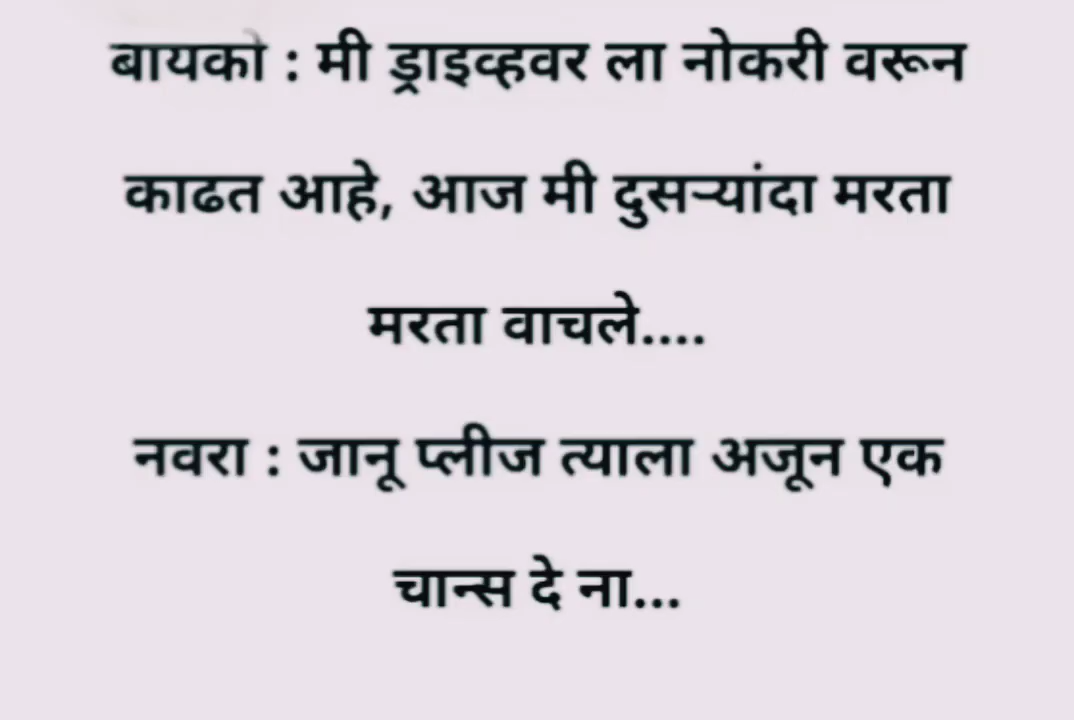 बायको : मी ड्राइव्हवर ला नोकरी वरून
काढत आहे, आज मी दुसऱ्यांदा मरता
मरता वाचले....
नवरा : जानू प्लीज त्याला अजून एक
चान्स दे ना...